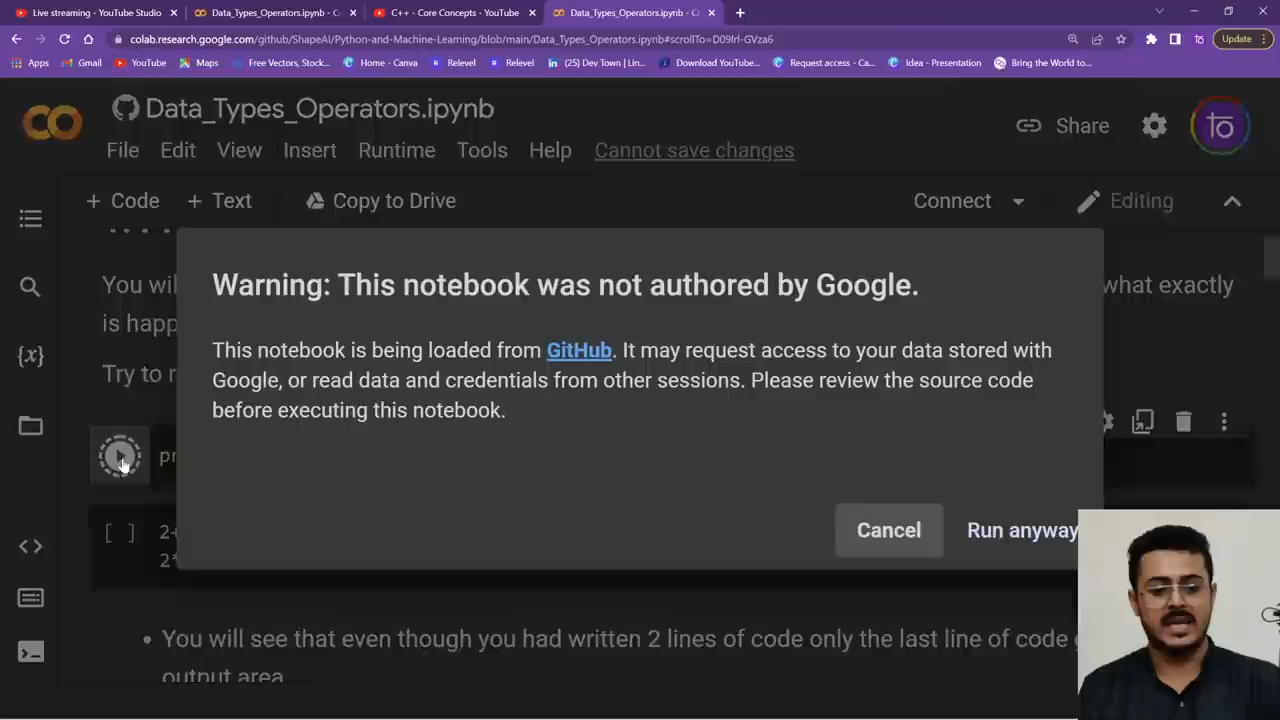 Live streaming - YouTube Studio
Data_Types_Operators.ipynb - C
C++ - Core Concepts - YouTube
Data_Types_Operators.ipynb - C
colab.research.google.com/github/ShapeAI/Python-and-Machine-Learning/blob/main/Data_Types_Operators.ipynb#scrollTo=D09Irl-GVza6
Update
Apps
Gmail
YouTube
Maps
Free Vectors, Stock...
Home - Canva
Relevel
Relevel
(25) Dev Town | Lin...
Download YouTube...
Request access - Ca...
Idea - Presentation
Bring the World to...
Data_Types_Operators.ipynb
Share
to
File Edit View Insert Runtime Tools Help Cannot save changes
+ Code + Text Copy to Drive Connect Editing
You wil what exactly
is happ
Try to r
Warning: This notebook was not authored by Google.
This notebook is being loaded from GitHub. It may request access to your data stored with
Google, or read data and credentials from other sessions. Please review the source code
before executing this notebook.
{x}
pr
Cancel Run anyway
[ ] 2+
2*
• You will see that even though you had written 2 lines of code only the last line of code
output area